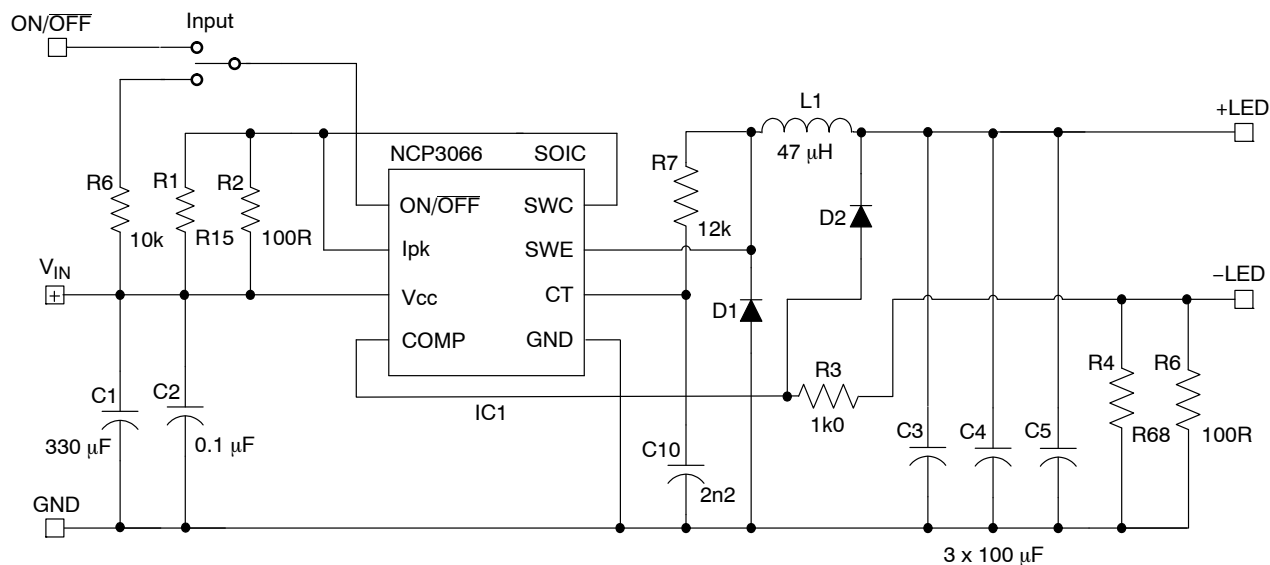 Input
ON/OFF
L1
+LED
47 µH
NCP3066 SOIC
R7
R6 R1 R2
ON/OFF SWC
D2
10k R15 100R
12k
Ipk SWE
VIN
−LED
Vcc CT
D1
COMP GND
R3
R4 R6
C1 C2
IC1
1k0
C3 C4 C5
R68 100R
330 µF 0.1 µF
C10
2n2
GND
3 x 100 µF